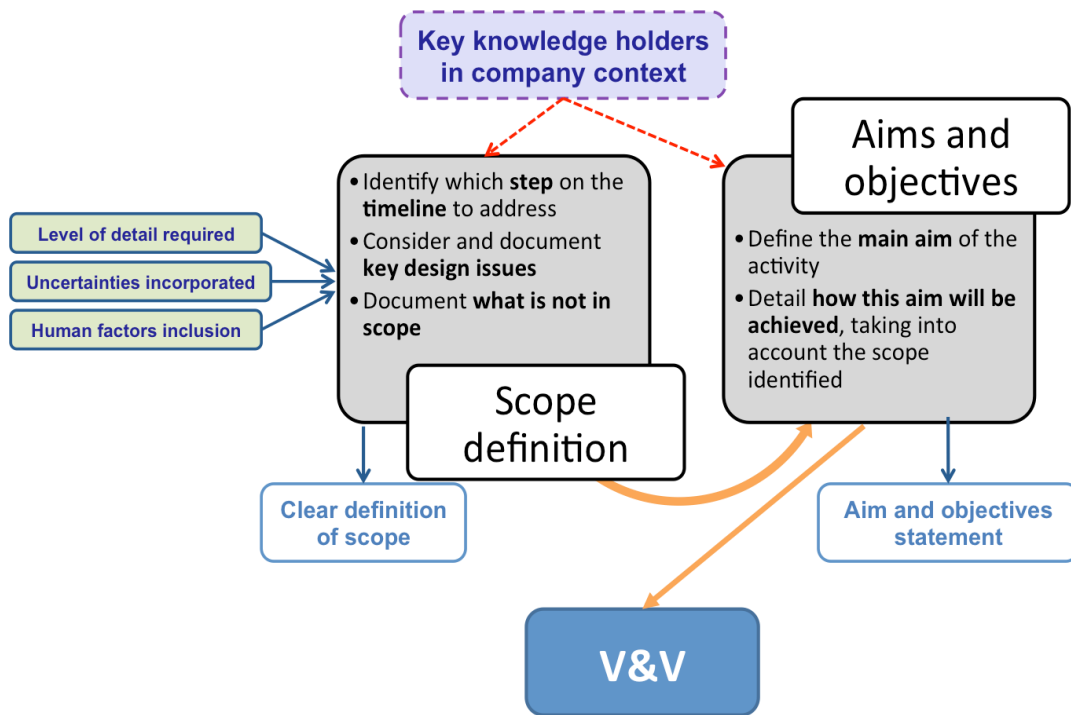 Key knowledge holders
in company context
Aims and
objectives
•Identify which step on the
timeline to address
•Consider and document
key design issues
•Document what is not in
scope
Level of detail required
Uncertainties incorporated
Human factors inclusion
•Define the main aim of the
activity
•Detail how this aim will be
achieved, taking into
account the scope
identified
Scope
definition
Clear definition
of scope
Aim and objectives
statement
V&V